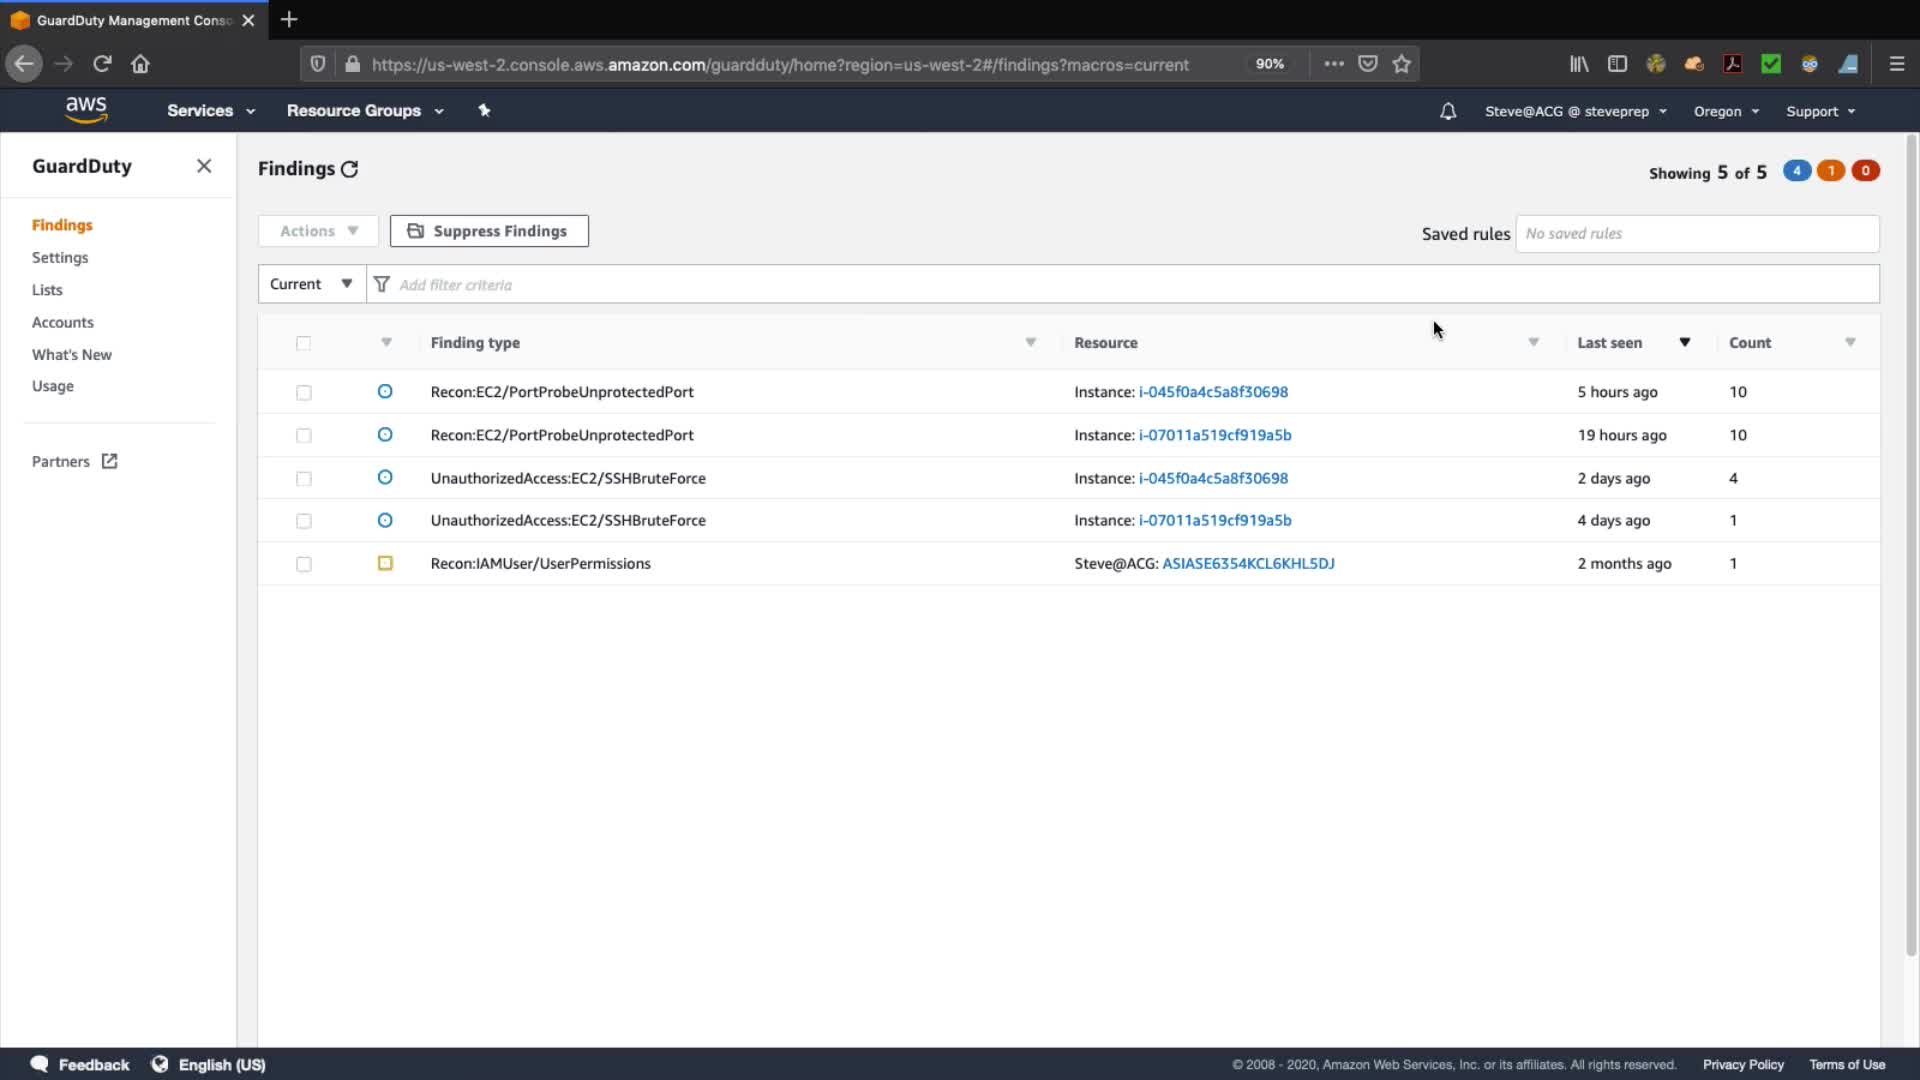 GuardDuty Management Conso
https://us-west-2.console.aws.amazon.com/guardduty/home?region=us-west-2#/findings?macros=current 90%
aws Services Resource Groups Steve@ACG @ steveprep Oregon Support
GuardDuty
Findings
Settings
Lists
Accounts
What's New
Usage
Partners
Findings
Showing 5 of 5 4 1 0
Actions Suppress Findings Saved rules No saved rules
Current Add filter criteria
Finding type Resource Last seen Count
Recon:EC2/PortProbeUnprotectedPort Instance: i-045f0a4c5a8f30698 5 hours ago 10
Recon:EC2/PortProbeUnprotectedPort Instance: i-07011a519cf919a5b 19 hours ago 10
UnauthorizedAccess:EC2/SSHBruteForce Instance: i-045f0a4c5a8f30698 2 days ago 4
UnauthorizedAccess:EC2/SSHBruteForce Instance: i-07011a519cf919a5b 4 days ago 1
Recon:IAMUser/UserPermissions Steve@ACG: ASIASE6354KCL6KHL5DJ 2 months ago 1
Feedback English (US) © 2008 - 2020, Amazon Web Services, Inc. or its affiliates. All rights reserved. Privacy Policy Terms of Use